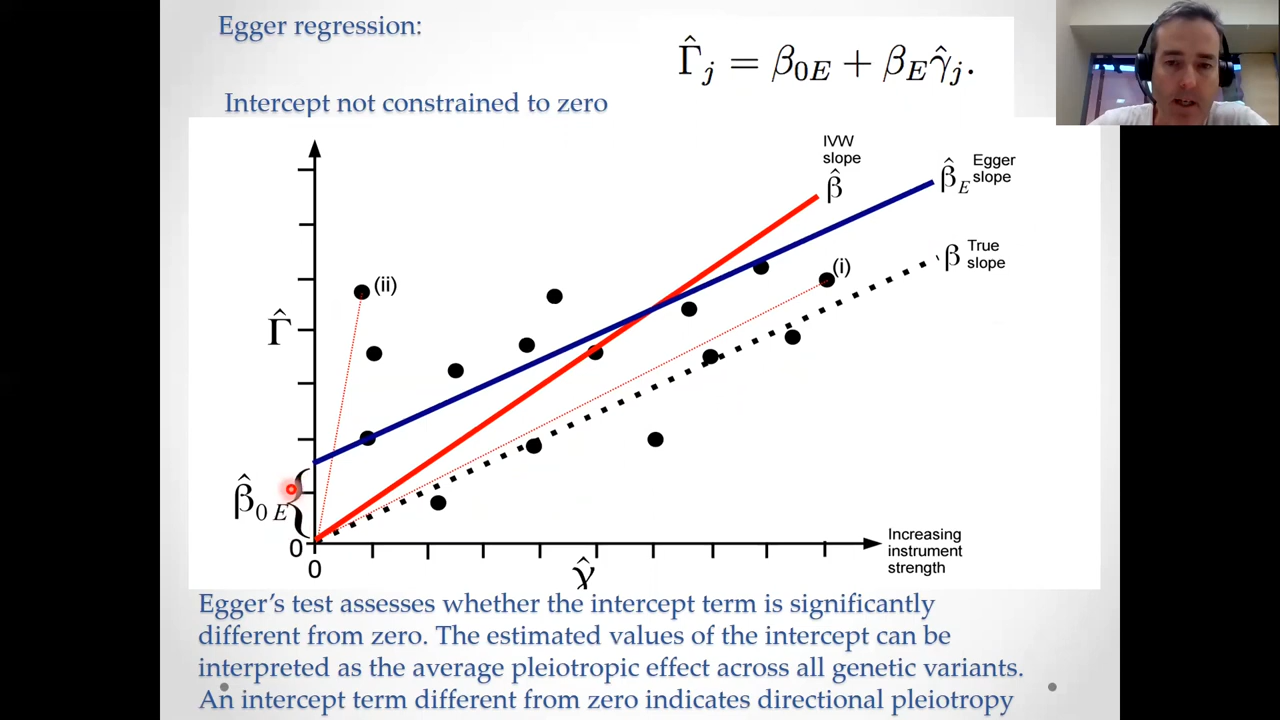 Egger regression:
Γ̂ⱼ = β₀E + βE γ̂ⱼ.
Intercept not constrained to zero
IVW
slope
β̂
β̂E Egger
slope
β True
slope
(i)
(ii)
Γ̂
β̂₀E
0
0
γ̂
Increasing
instrument
strength
Egger’s test assesses whether the intercept term is significantly
different from zero. The estimated values of the intercept can be
interpreted as the average pleiotropic effect across all genetic variants.
An intercept term different from zero indicates directional pleiotropy